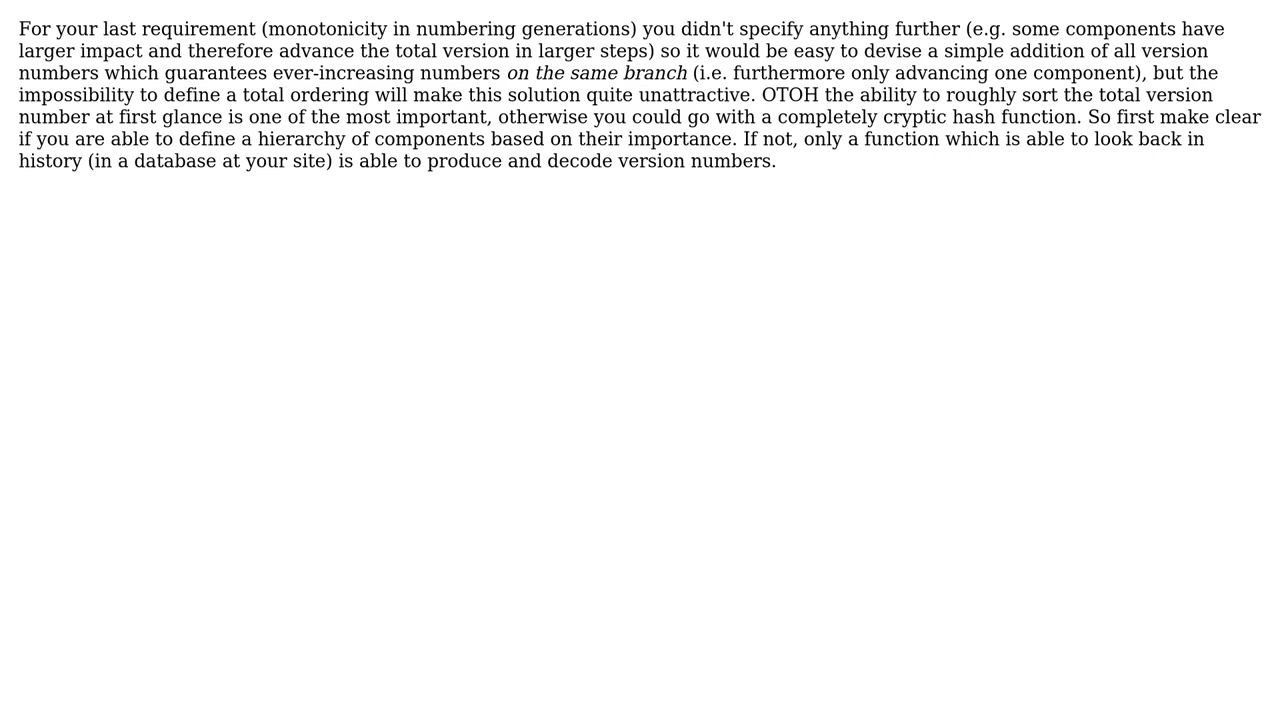 For your last requirement (monotonicity in numbering generations) you didn't specify anything further (e.g. some components have
larger impact and therefore advance the total version in larger steps) so it would be easy to devise a simple addition of all version
numbers which guarantees ever-increasing numbers on the same branch (i.e. furthermore only advancing one component), but the
impossibility to define a total ordering will make this solution quite unattractive. OTOH the ability to roughly sort the total version
number at first glance is one of the most important, otherwise you could go with a completely cryptic hash function. So first make clear
if you are able to define a hierarchy of components based on their importance. If not, only a function which is able to look back in
history (in a database at your site) is able to produce and decode version numbers.